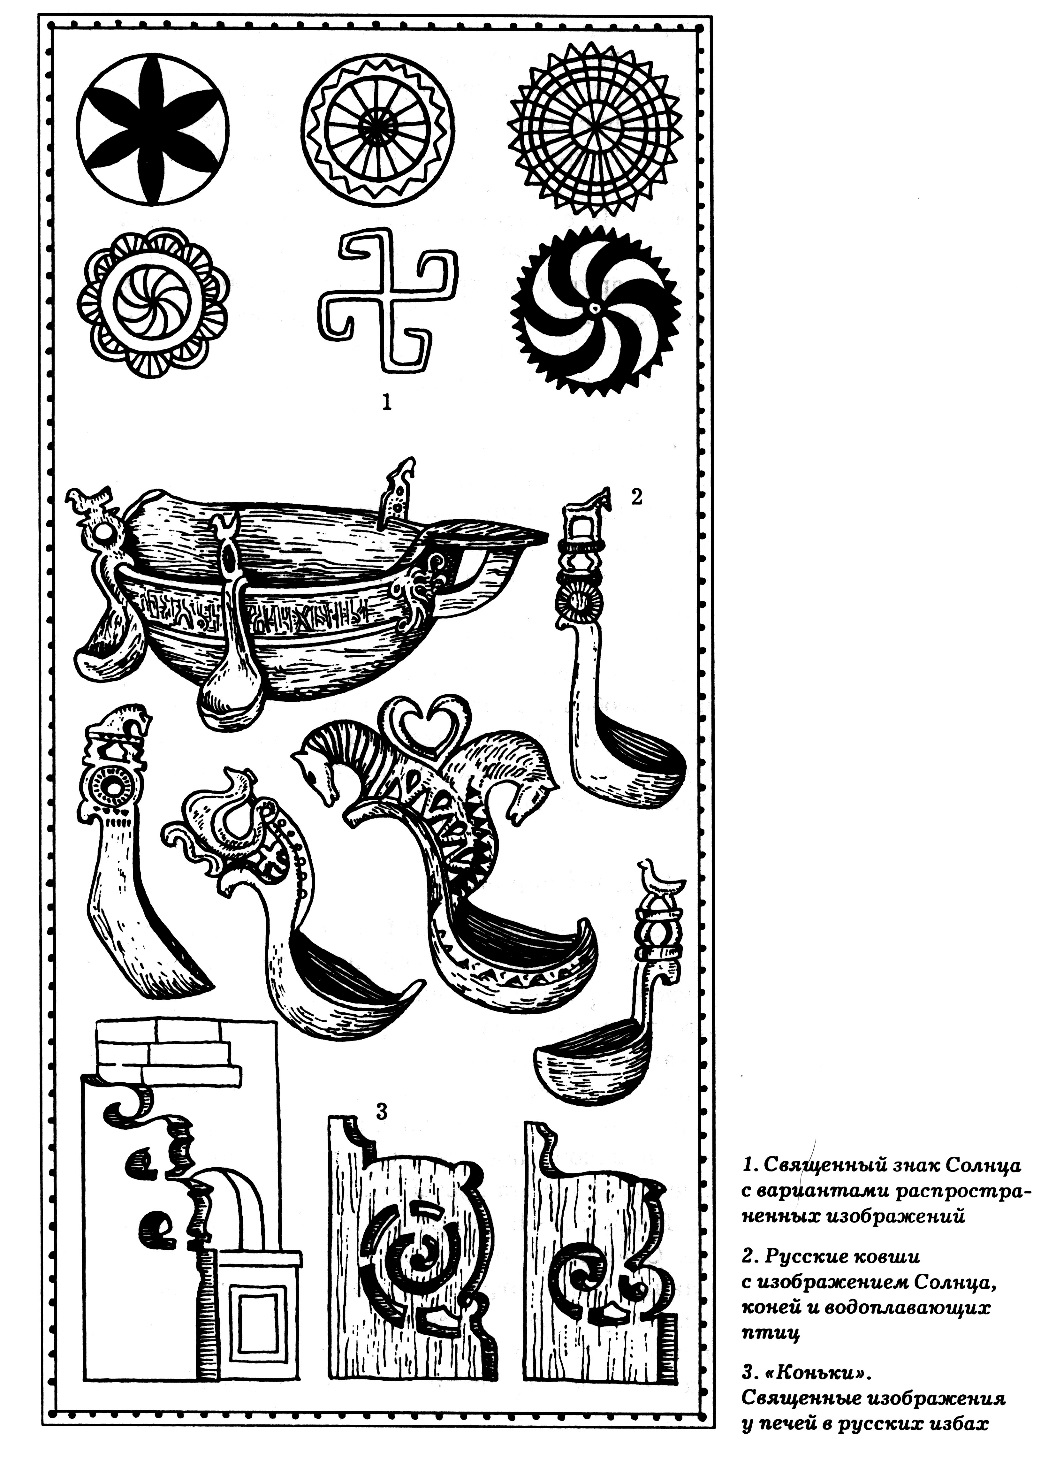 1
2
3
1. Священный знак Солнца
с вариантами распростра-
ненных изображений
2. Русские ковши
с изображением Солнца,
коней и водоплавающих
птиц
3. «Коньки».
Священные изображения
у печей в русских избах